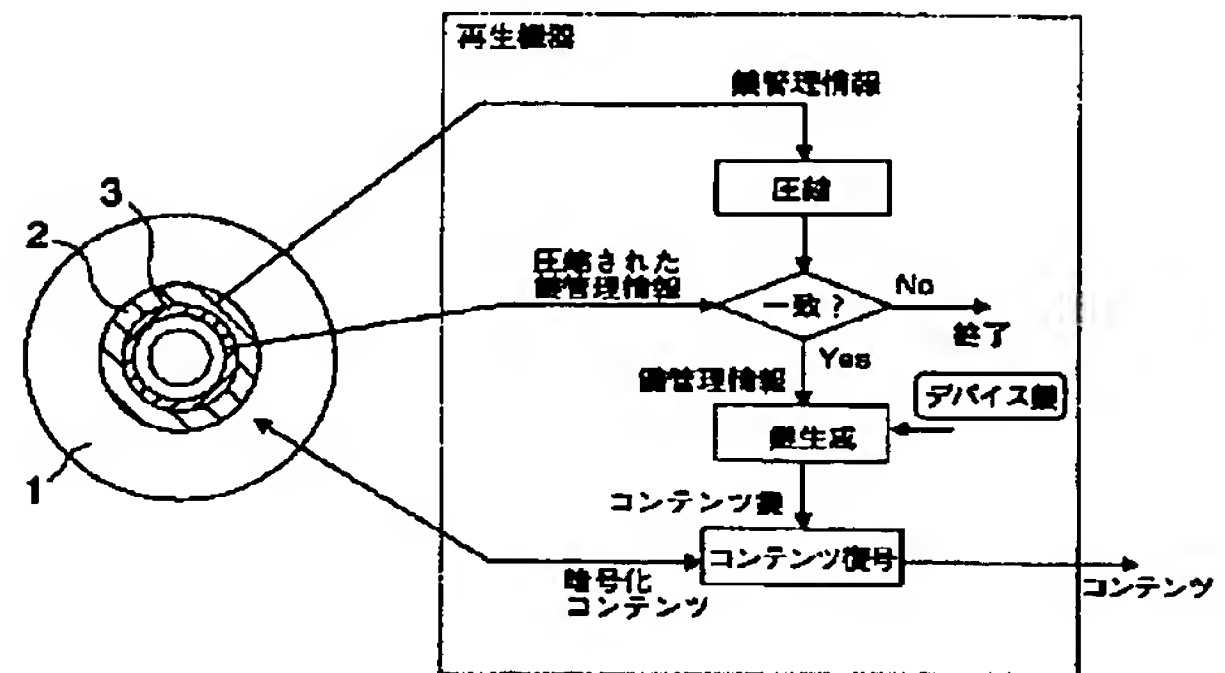 再生機器
鍵管理情報
圧縮
3
2
圧縮された
鍵管理情報
一致？
No
終了
Yes
鍵管理情報
デバイス鍵
鍵生成
1
コンテンツ鍵
コンテンツ復号
暗号化
コンテンツ
コンテンツ